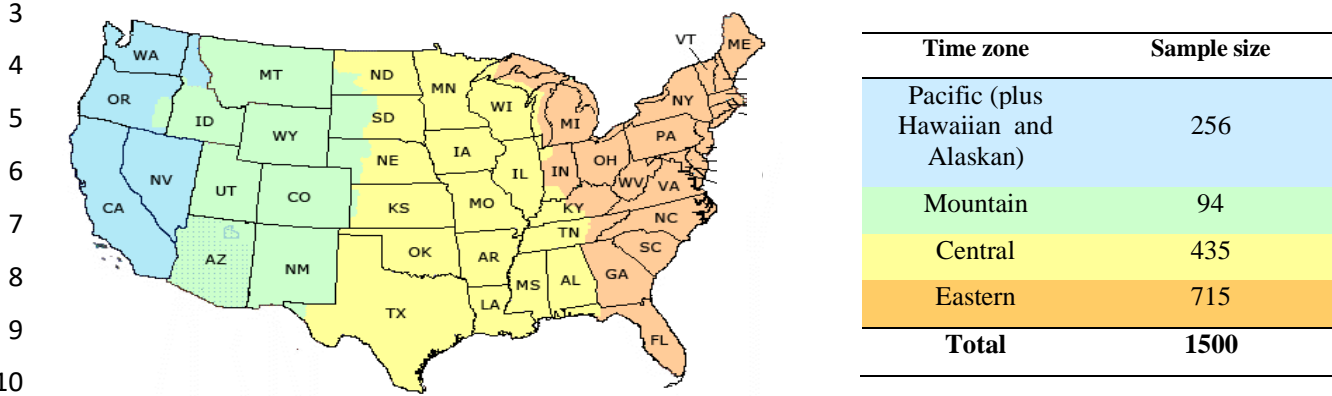 3
4
5
6
7
8
9
10
WA
OR
CA
NV
ID
MT
WY
UT
CO
AZ
NM
ND
SD
NE
KS
OK
TX
MN
IA
MO
AR
LA
WI
IL
MS
AL
TN
KY
IN
MI
OH
WV
VA
PA
NY
VT
ME
NC
SC
GA
FL
Time zone Sample size
Pacific (plus
Hawaiian and
Alaskan)
256
Mountain 94
Central 435
Eastern 715
Total 1500